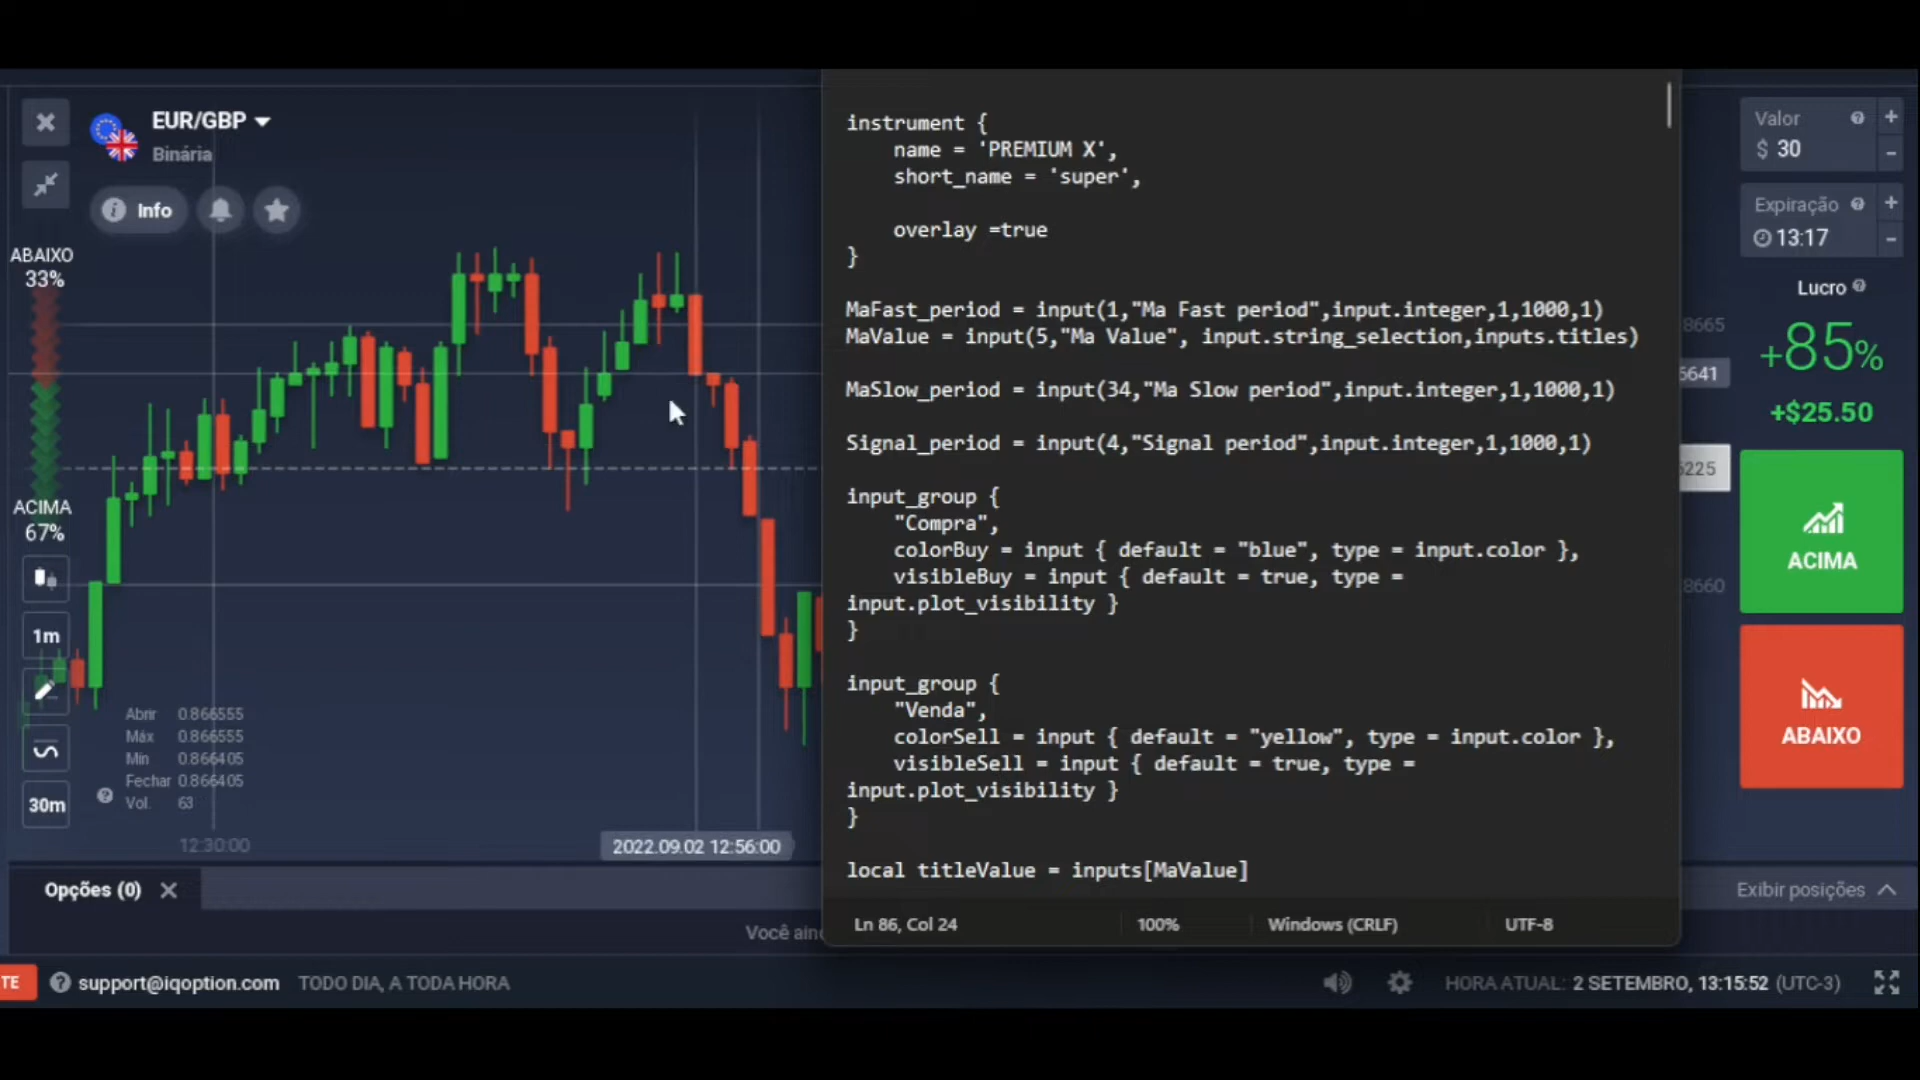 EUR/GBP
Binária
Info
ABAIXO
33%
ACIMA
67%
1m
30m
Abrir 0.866555
Máx 0.866555
Mín 0.866405
Fechar 0.866405
Vol. 63
12:30:00
2022.09.02 12:56:00
instrument {
name = 'PREMIUM X',
short_name = 'super',
overlay =true
}
MaFast_period = input(1,"Ma Fast period",input.integer,1,1000,1)
MaValue = input(5,"Ma Value", input.string_selection,inputs.titles)
MaSlow_period = input(34,"Ma Slow period",input.integer,1,1000,1)
Signal_period = input(4,"Signal period",input.integer,1,1000,1)
input_group {
"Compra",
colorBuy = input { default = "blue", type = input.color },
visibleBuy = input { default = true, type =
input.plot_visibility }
}
input_group {
"Venda",
colorSell = input { default = "yellow", type = input.color },
visibleSell = input { default = true, type =
input.plot_visibility }
}
local titleValue = inputs[MaValue]
Ln 86, Col 24 100% Windows (CRLF) UTF-8
8665
6641
6225
8660
Valor
$ 30
+
-
Expiração
13:17
+
-
Lucro
+85%
+$25.50
ACIMA
ABAIXO
Opções (0)
Exibir posições
Você ain
TE
support@iqoption.com TODO DIA, A TODA HORA
HORA ATUAL: 2 SETEMBRO, 13:15:52 (UTC-3)